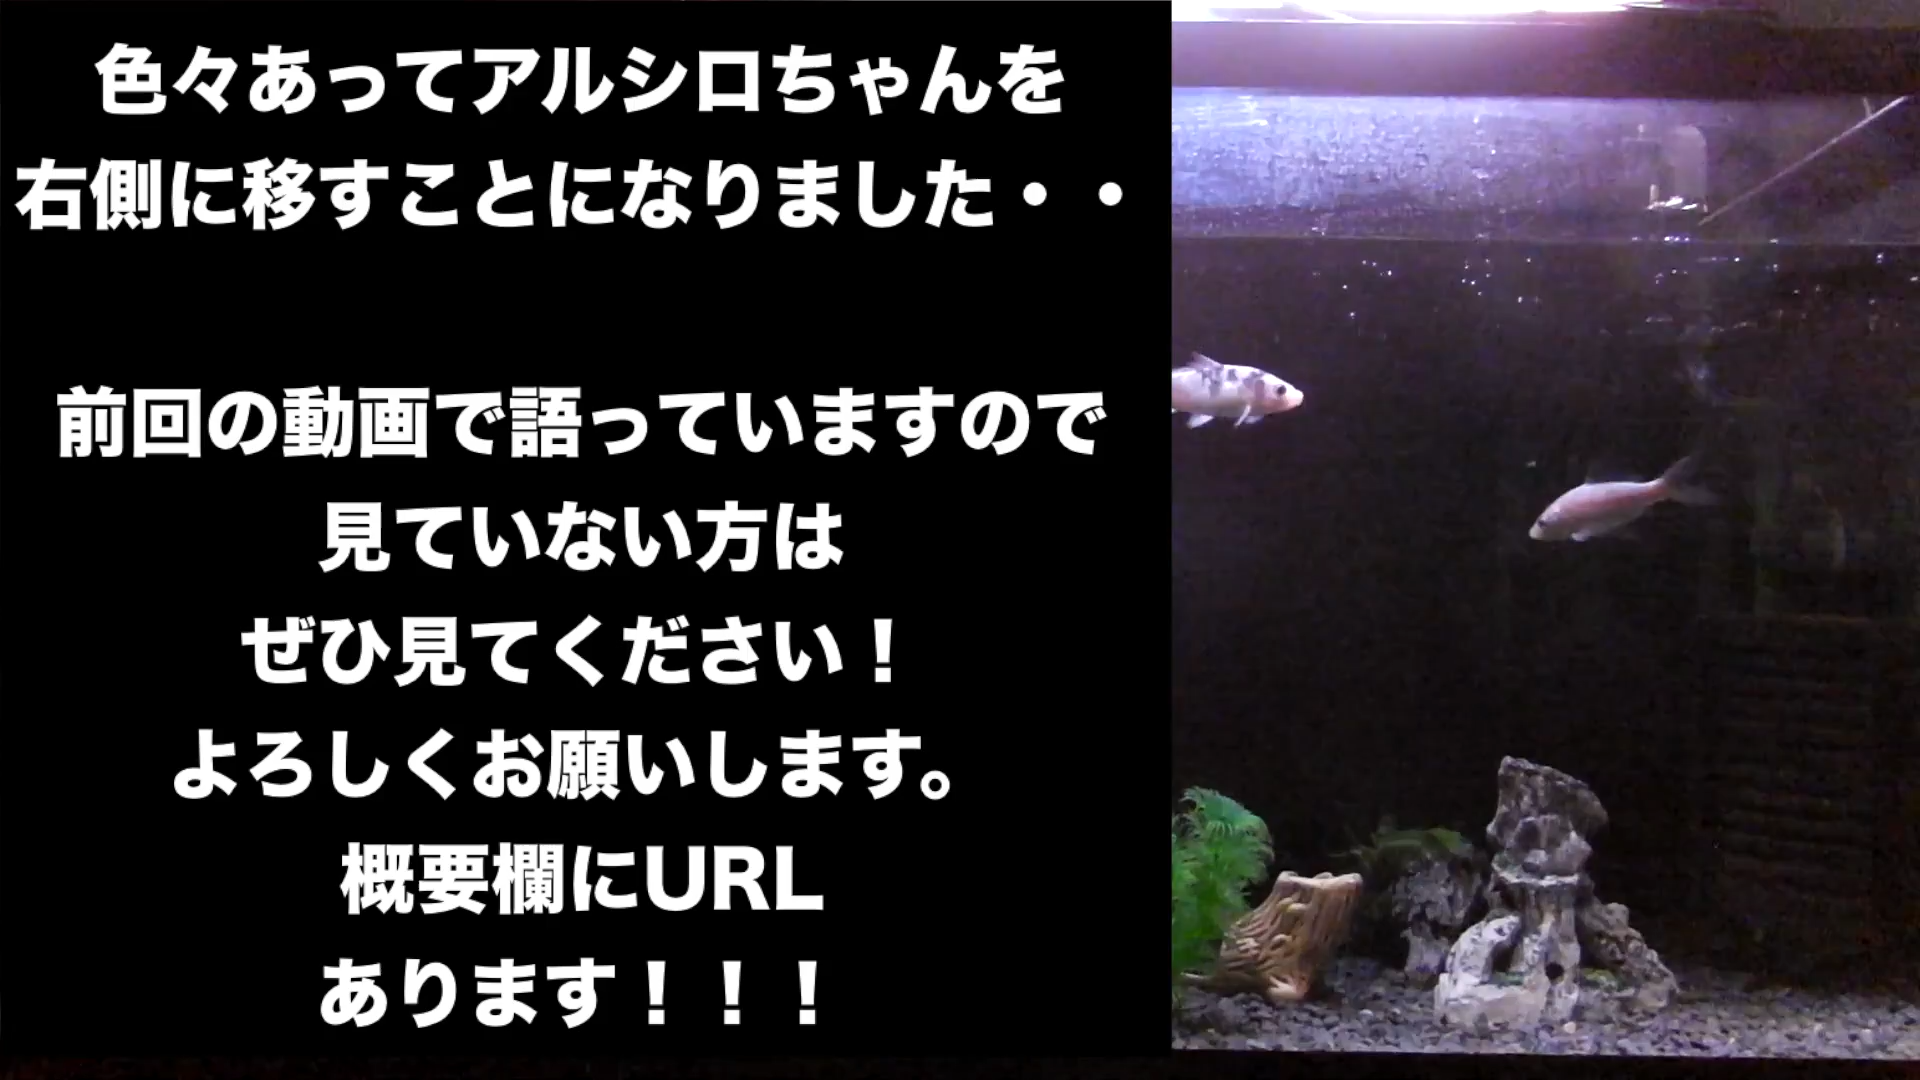 色々あってアルシロちゃんを
右側に移すことになりました・・
前回の動画で語っていますので
見ていない方は
ぜひ見てください！
よろしくお願いします。
概要欄にURL
あります！！！